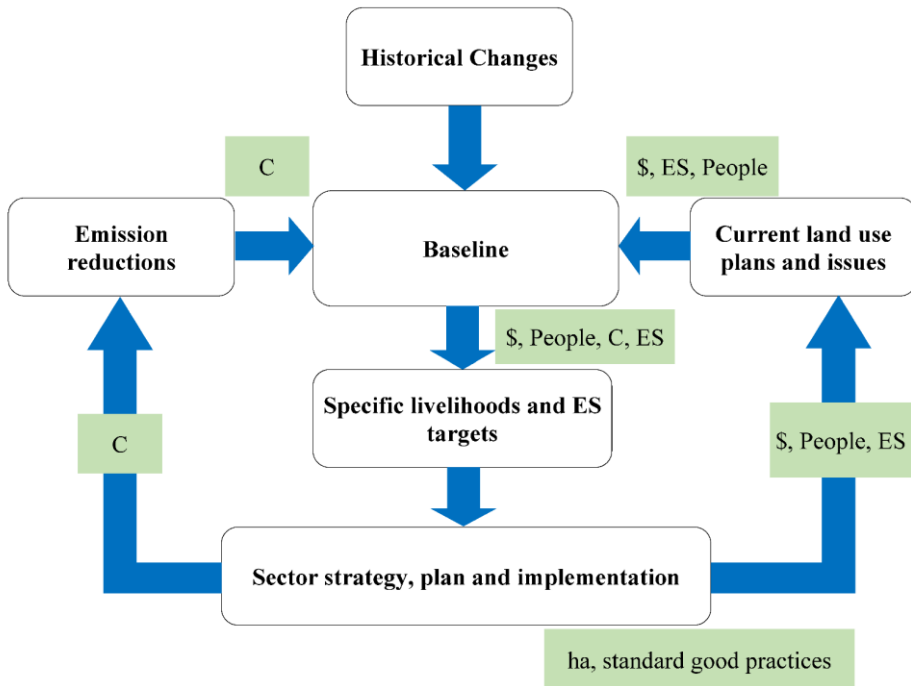 Historical Changes
C
$, ES, People
Emission
reductions
Baseline
Current land use
plans and issues
$, People, C, ES
Specific livelihoods and ES
targets
C
$, People, ES
Sector strategy, plan and implementation
ha, standard good practices